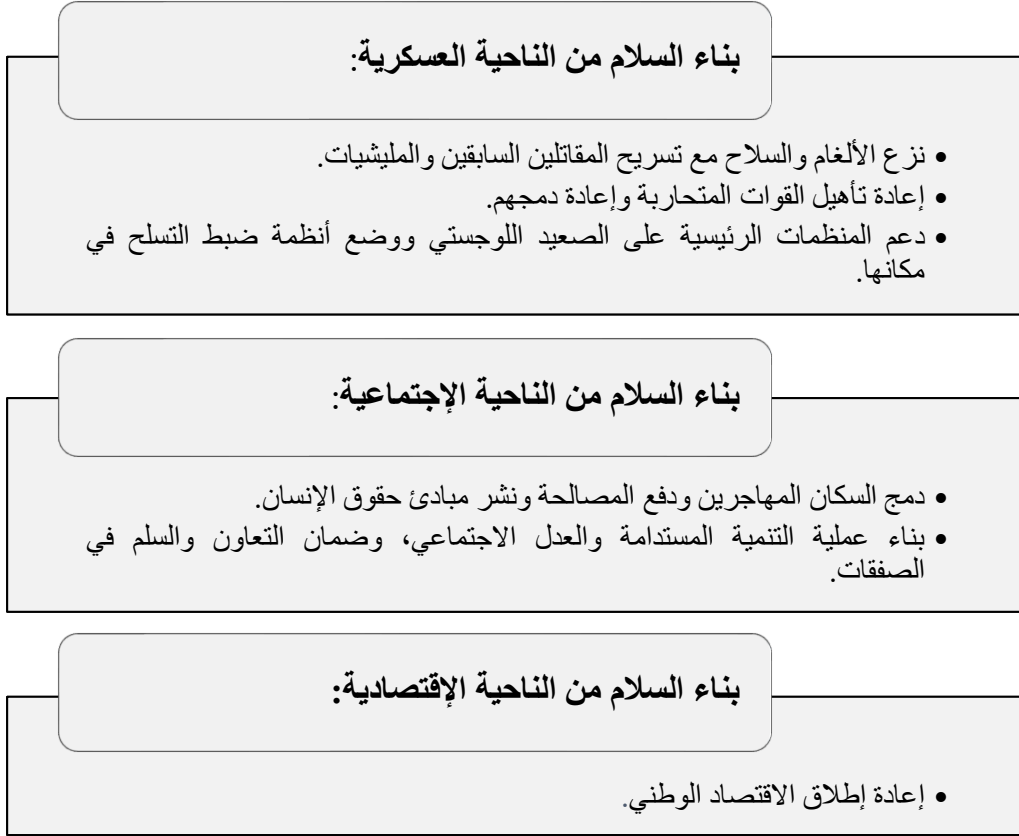 بناء السلام من الناحية العسكرية:
• نزع الألغام والسلاح مع تسريح المقاتلين السابقين والمليشيات.
• إعادة تأهيل القوات المتحاربة وإعادة دمجهم.
• دعم المنظمات الرئيسية على الصعيد اللوجستي ووضع أنظمة ضبط التسلح في
مكانها.
بناء السلام من الناحية الإجتماعية:
• دمج السكان المهاجرين ودفع المصالحة ونشر مبادئ حقوق الإنسان.
• بناء عملية التنمية المستدامة والعدل الاجتماعي، وضمان التعاون والسلم في
الصفقات.
بناء السلام من الناحية الإقتصادية:
• إعادة إطلاق الاقتصاد الوطني.